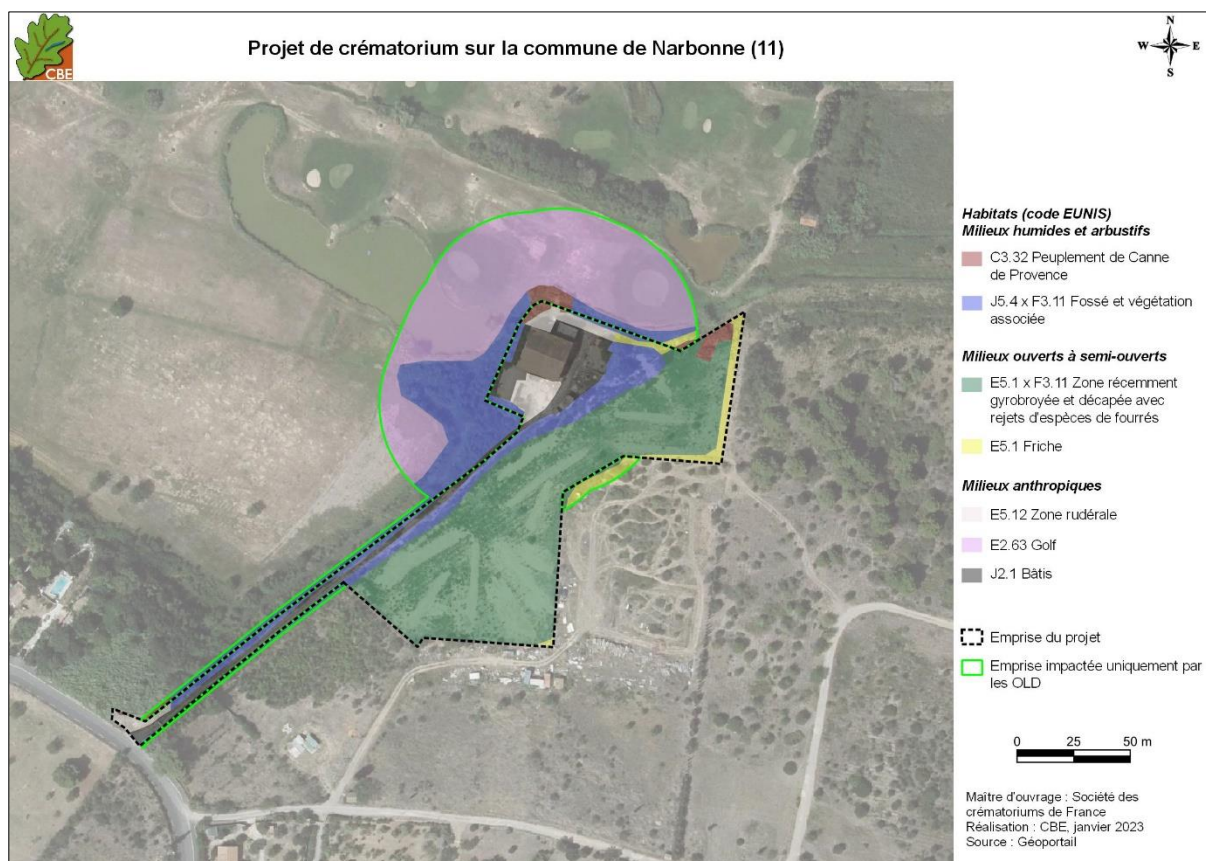 CBE
Projet de crématorium sur la commune de Narbonne (11)
N
W E
S
Habitats (code EUNIS)
Milieux humides et arbustifs
C3.32 Peuplement de Canne
de Provence
J5.4 x F3.11 Fossé et végétation
associée
Milieux ouverts à semi-ouverts
E5.1 x F3.11 Zone récemment
gyrobroyée et décapée avec
rejets d'espèces de fourrés
E5.1 Friche
Milieux anthropiques
E5.12 Zone rudérale
E2.63 Golf
J2.1 Bâtis
Emprise du projet
Emprise impactée uniquement par
les OLD
0 25 50 m
Maître d'ouvrage : Société des
crématoriums de France
Réalisation : CBE, janvier 2023
Source : Géoportail